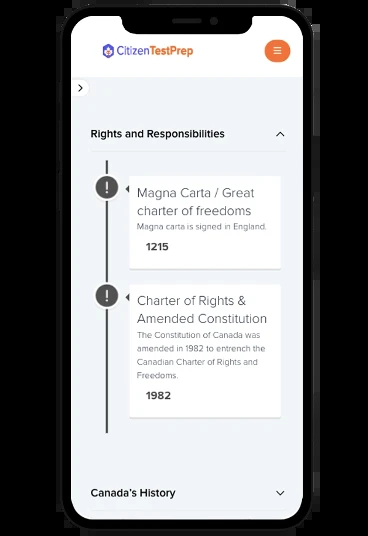 CitizenTestPrep
Rights and Responsibilities
Magna Carta / Great
charter of freedoms
Magna carta is signed in England.
1215
Charter of Rights &
Amended Constitution
The Constitution of Canada was
amended in 1982 to entrench the
Canadian Charter of Rights and
Freedoms.
1982
Canada's History